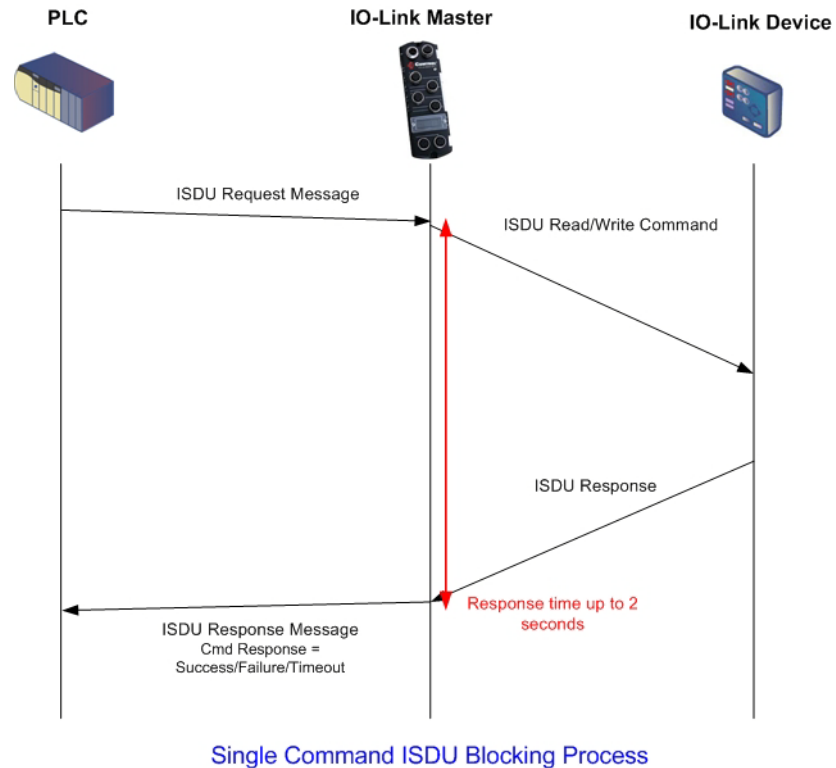 PLC
IO-Link Master
IO-Link Device
ISDU Request Message
ISDU Read/Write Command
ISDU Response
Response time up to 2
seconds
ISDU Response Message
Cmd Response =
Success/Failure/Timeout
Single Command ISDU Blocking Process